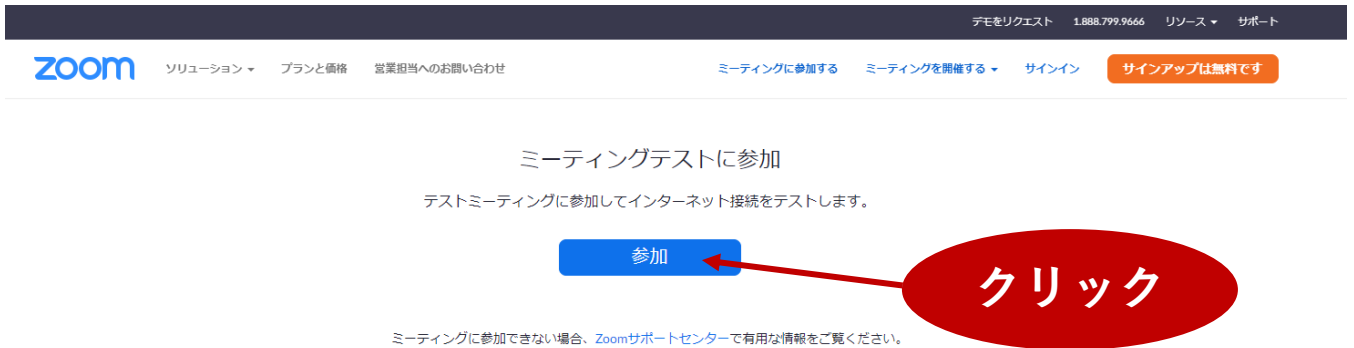 デモをリクエスト 1.888.799.9666 リソース サポート
zoom ソリューション プランと価格 営業担当へのお問い合わせ ミーティングに参加する ミーティングを開催する サインイン サインアップは無料です
ミーティングテストに参加
テストミーティングに参加してインターネット接続をテストします。
参加
クリック
ミーティングに参加できない場合、Zoomサポートセンターで有用な情報をご覧ください。